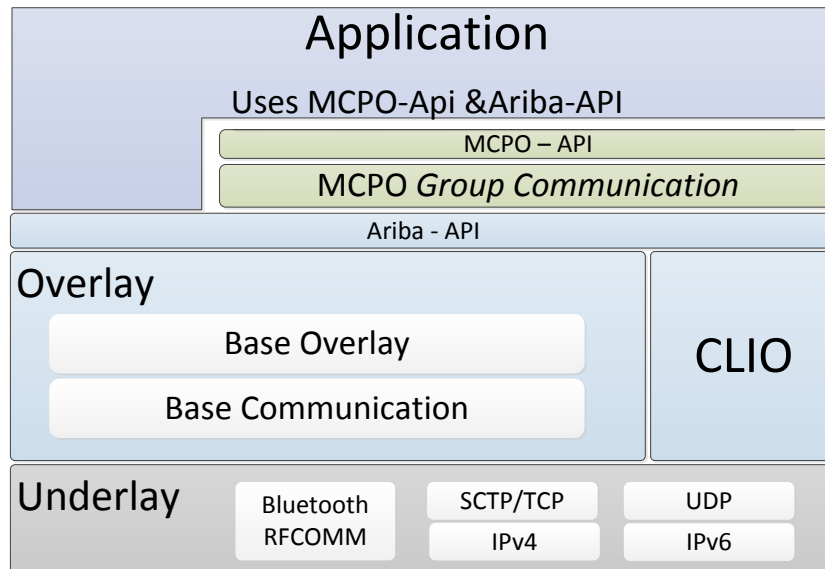 Application
Uses MCPO-Api &Ariba-API
MCPO – API
MCPO Group Communication
Ariba - API
Overlay
Base Overlay
Base Communication
CLIO
Underlay
Bluetooth
RFCOMM
SCTP/TCP
IPv4
UDP
IPv6